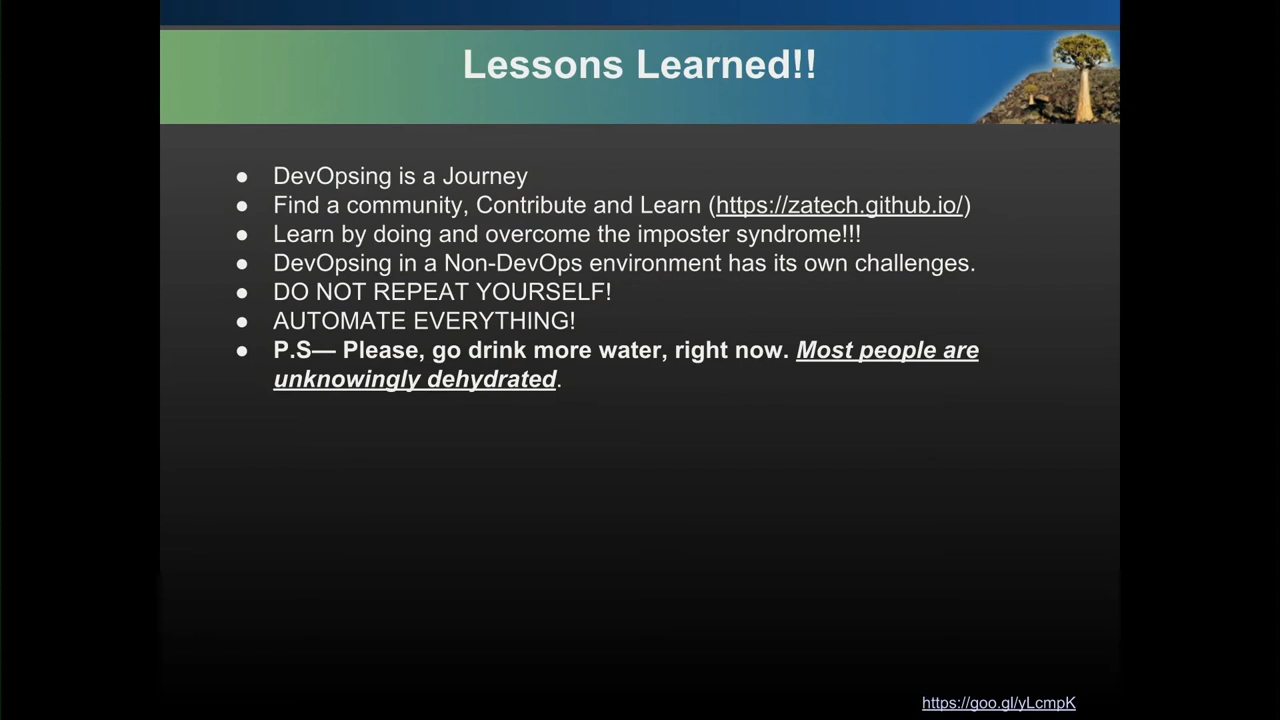 Lessons Learned!!
● DevOpsing is a Journey
● Find a community, Contribute and Learn (https://zatech.github.io/)
● Learn by doing and overcome the imposter syndrome!!!
● DevOpsing in a Non-DevOps environment has its own challenges.
● DO NOT REPEAT YOURSELF!
● AUTOMATE EVERYTHING!
● P.S— Please, go drink more water, right now. Most people are
unknowingly dehydrated.
https://goo.gl/yLcmpK